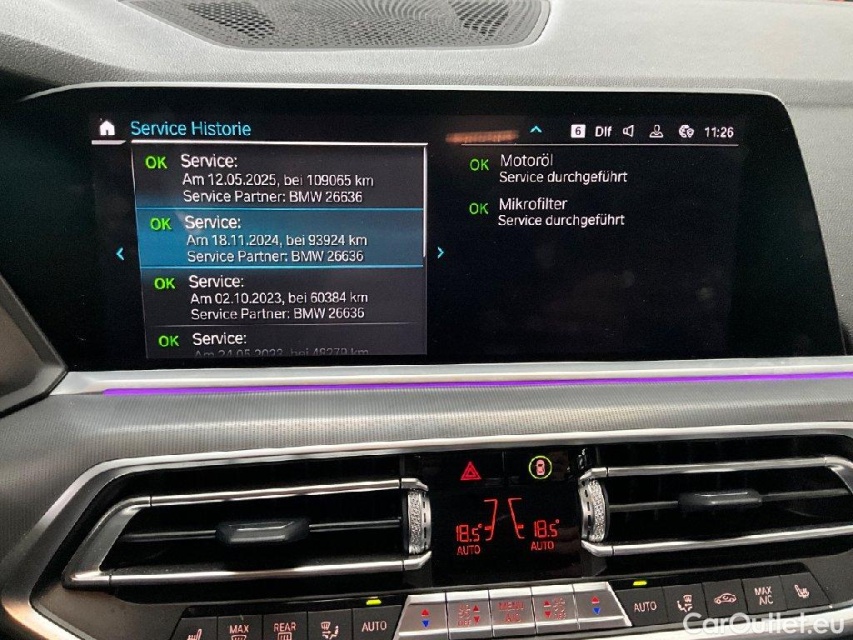 Service Historie
6 Dlf 11:26
OK Service:
Am 12.05.2025, bei 109065 km
Service Partner: BMW 26636
OK Service:
Am 18.11.2024, bei 93924 km
Service Partner: BMW 26636
OK Service:
Am 02.10.2023, bei 60384 km
Service Partner: BMW 26636
OK Service:
OK Motoröl
Service durchgeführt
OK Mikrofilter
Service durchgeführt
18.5° 18.5°
AUTO AUTO
MAX REAR AUTO MENU A/C AUTO MAX A/C
CarOutlet.eu